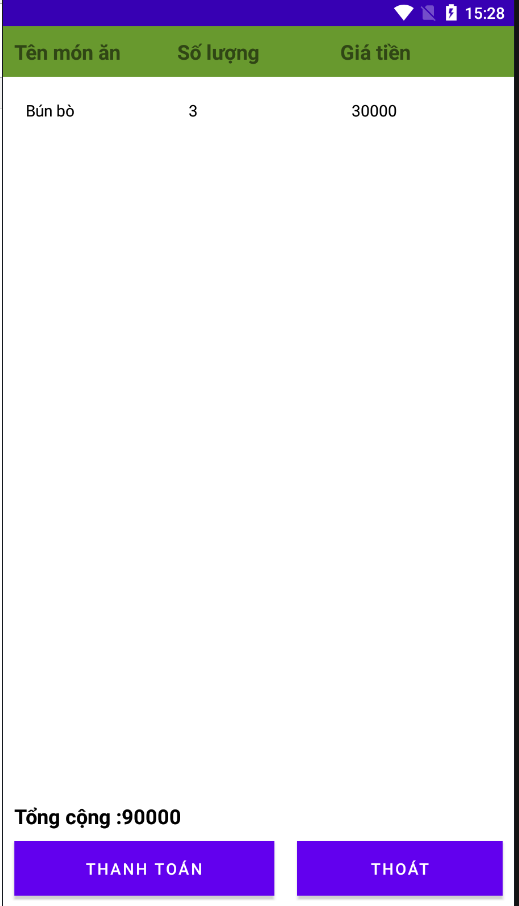 15:28
Tên món ăn Số lượng Giá tiền
Bún bò 3 30000
Tổng cộng :90000
THANH TOÁN THOÁT